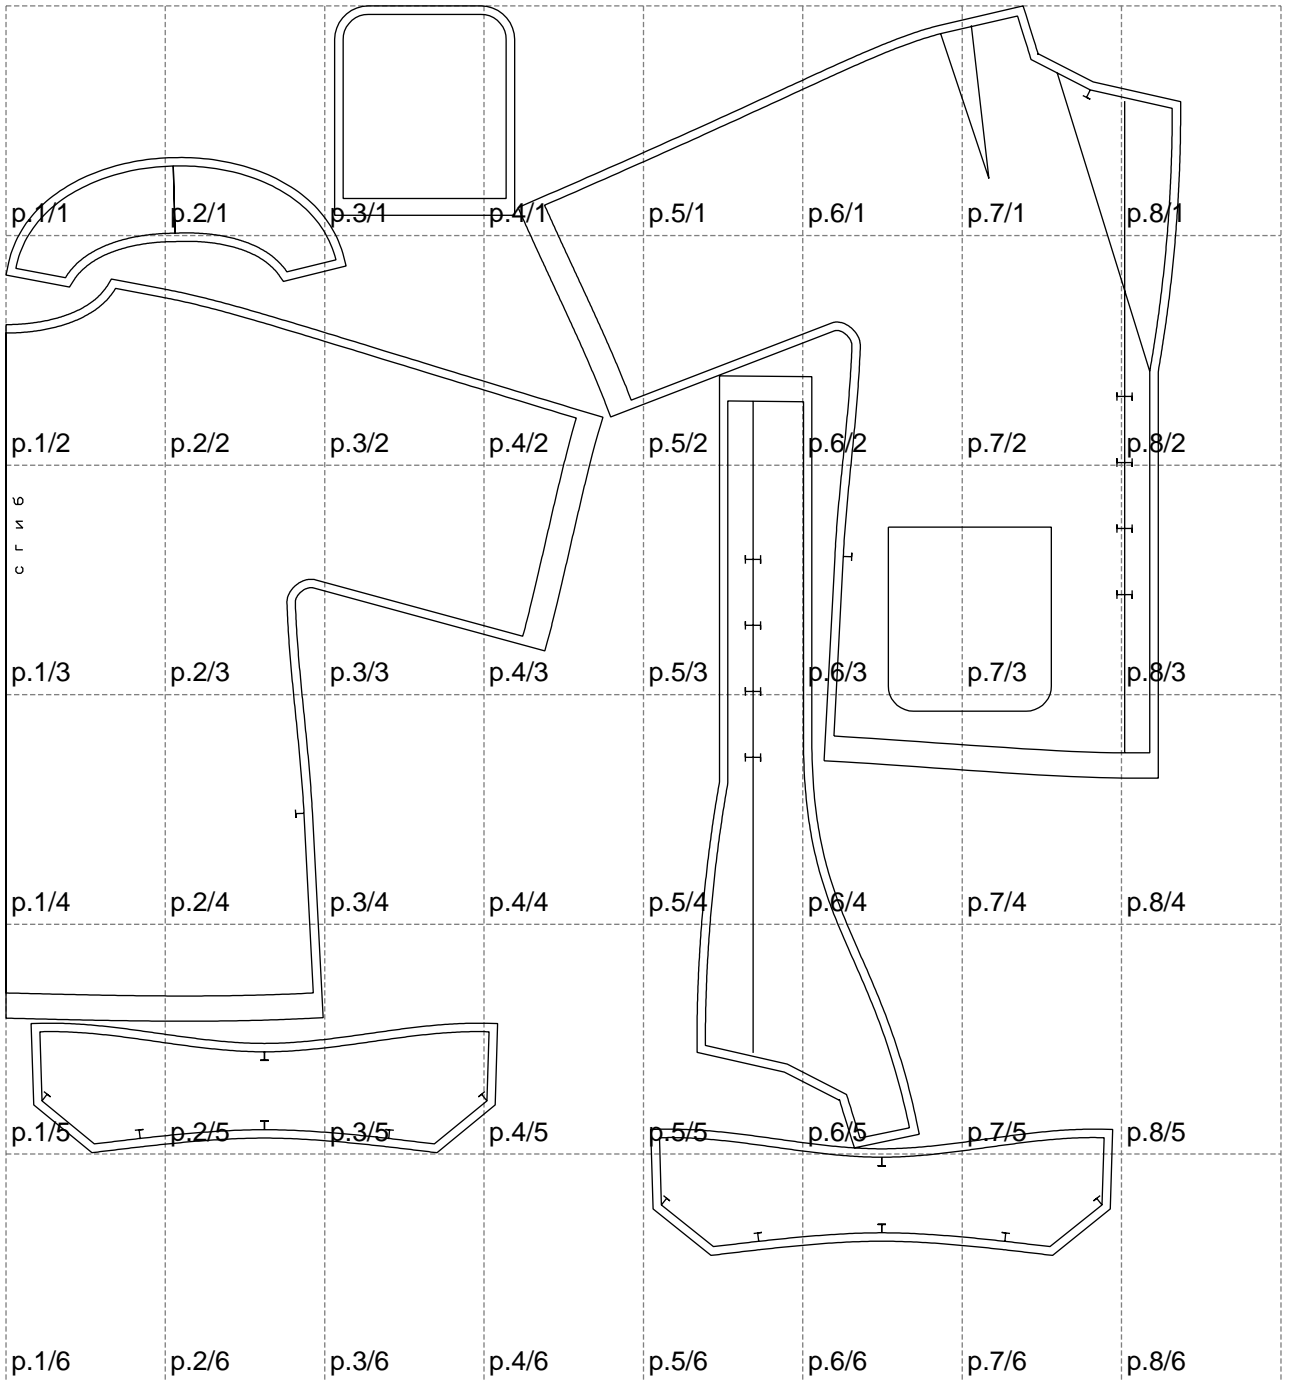 p.1/1 p.2/1 p.3/1 p.4/1 p.5/1 p.6/1 p.7/1 p.8/1
p.1/2 p.2/2 p.3/2 p.4/2 p.5/2 p.6/2 p.7/2 p.8/2
с г и б
p.1/3 p.2/3 p.3/3 p.4/3 p.5/3 p.6/3 p.7/3 p.8/3
p.1/4 p.2/4 p.3/4 p.4/4 p.5/4 p.6/4 p.7/4 p.8/4
p.1/5 p.2/5 p.3/5 p.4/5 p.5/5 p.6/5 p.7/5 p.8/5
p.1/6 p.2/6 p.3/6 p.4/6 p.5/6 p.6/6 p.7/6 p.8/6